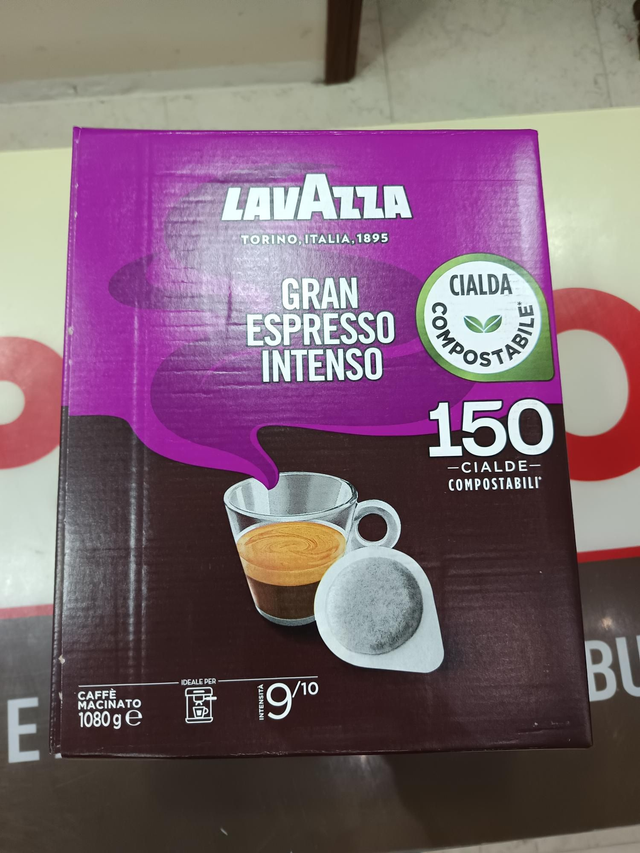 LAVAZZA
TORINO, ITALIA, 1895
GRAN
ESPRESSO
INTENSO
CIALDA
COMPOSTABILE*
150
CIALDE
COMPOSTABILI*
CAFFÈ
MACINATO
1080 g e
IDEALE PER
INTENSITÀ
9/10
E
BU